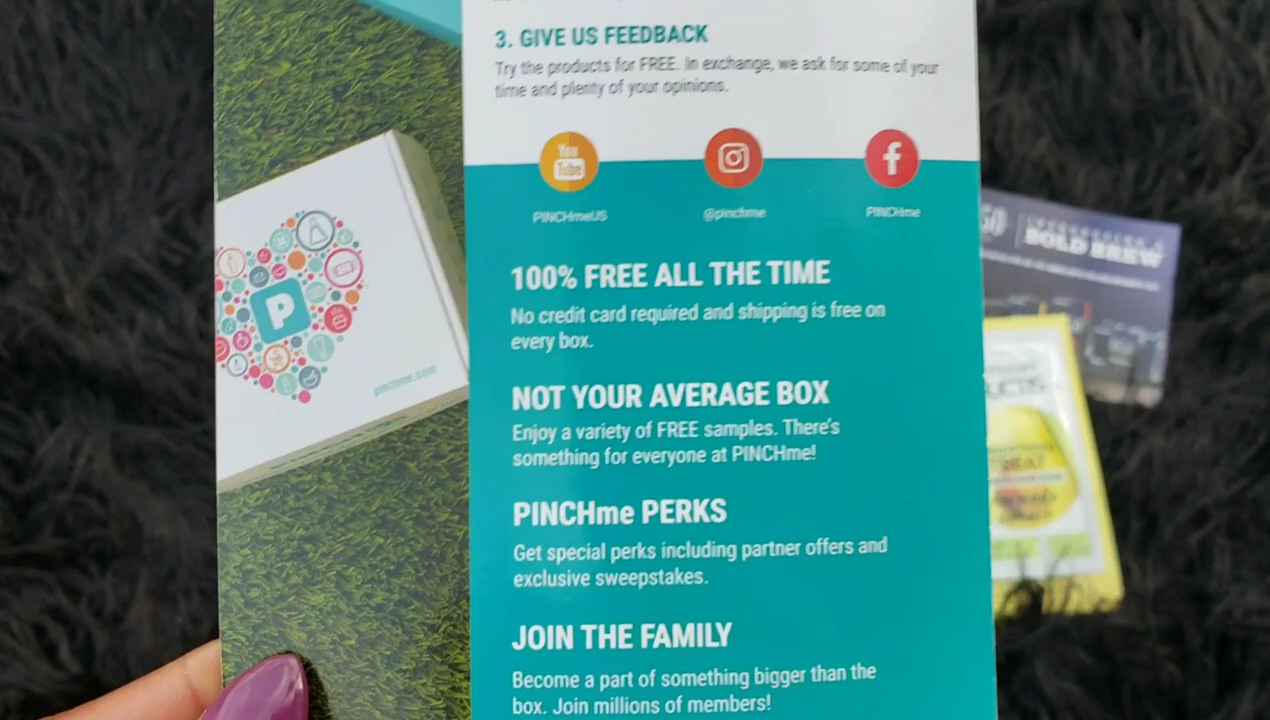 3. GIVE US FEEDBACK
Try the products for FREE. In exchange, we ask for some of your
time and plenty of your opinions.
You
Tube
PINCHmeUS
@pinchme
PINCHme
100% FREE ALL THE TIME
No credit card required and shipping is free on
every box.
NOT YOUR AVERAGE BOX
Enjoy a variety of FREE samples. There's
something for everyone at PINCHme!
PINCHme PERKS
Get special perks including partner offers and
exclusive sweepstakes.
JOIN THE FAMILY
Become a part of something bigger than the
box. Join millions of members!
P
pinchme.com
BOLD BREW